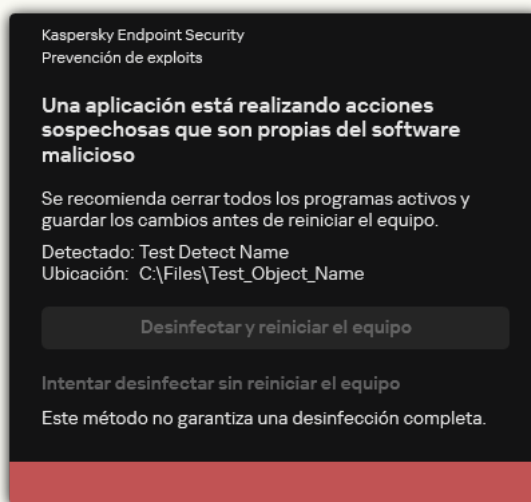 Kaspersky Endpoint Security
Prevención de exploits
Una aplicación está realizando acciones
sospechosas que son propias del software
malicioso
Se recomienda cerrar todos los programas activos y
guardar los cambios antes de reiniciar el equipo.
Detectado: Test Detect Name
Ubicación: C:\Files\Test_Object_Name
Desinfectar y reiniciar el equipo
Intentar desinfectar sin reiniciar el equipo
Este método no garantiza una desinfección completa.